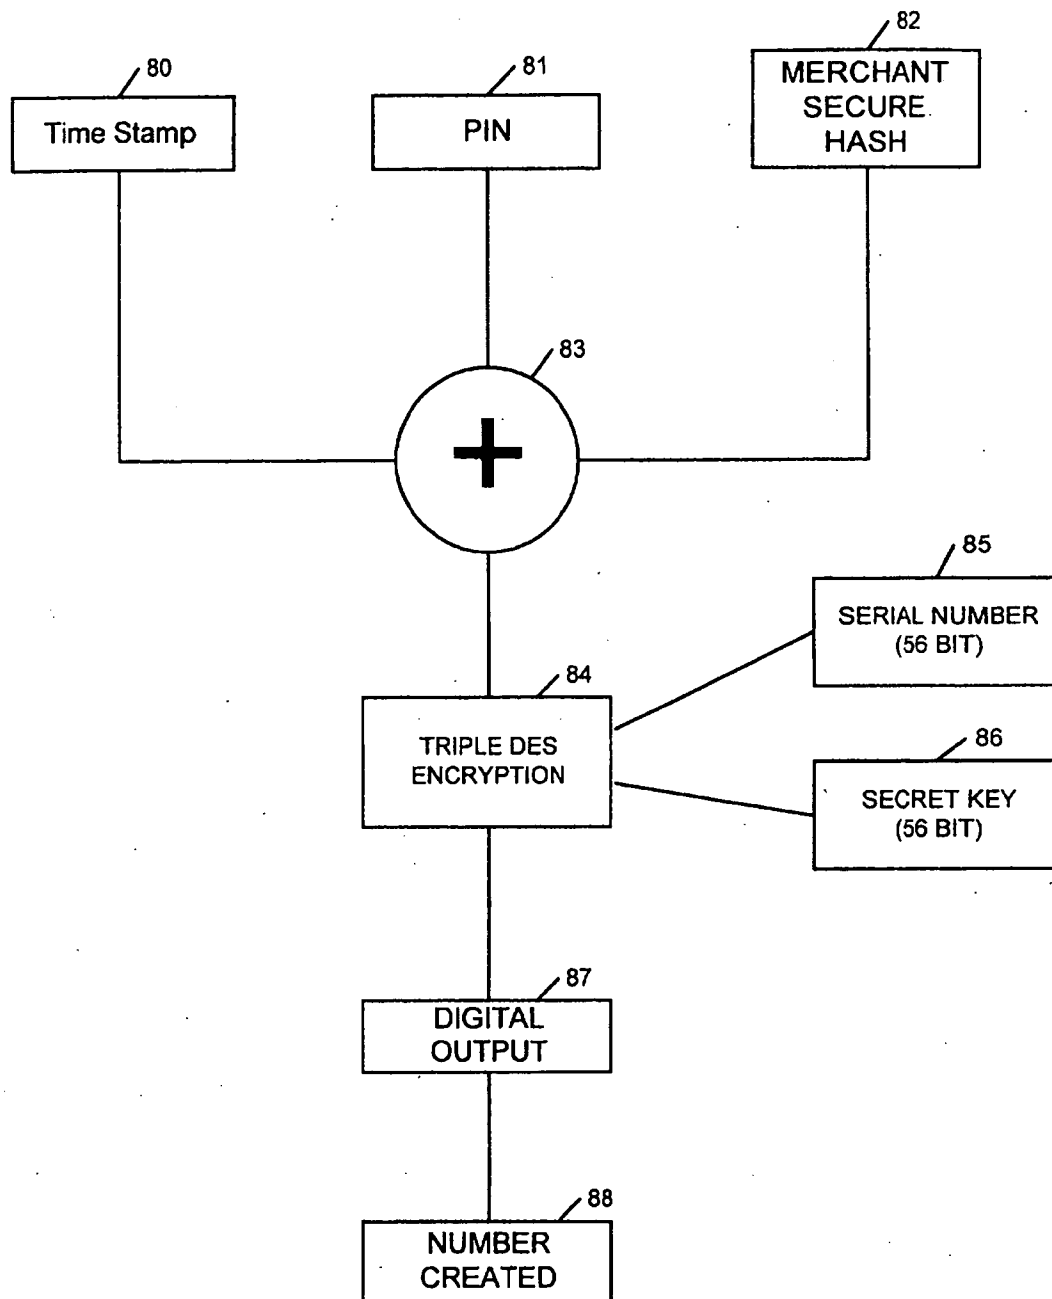 80
81
82
Time Stamp
PIN
MERCHANT
SECURE
HASH
83
+
84
TRIPLE DES
ENCRYPTION
85
SERIAL NUMBER
(56 BIT)
86
SECRET KEY
(56 BIT)
87
DIGITAL
OUTPUT
88
NUMBER
CREATED